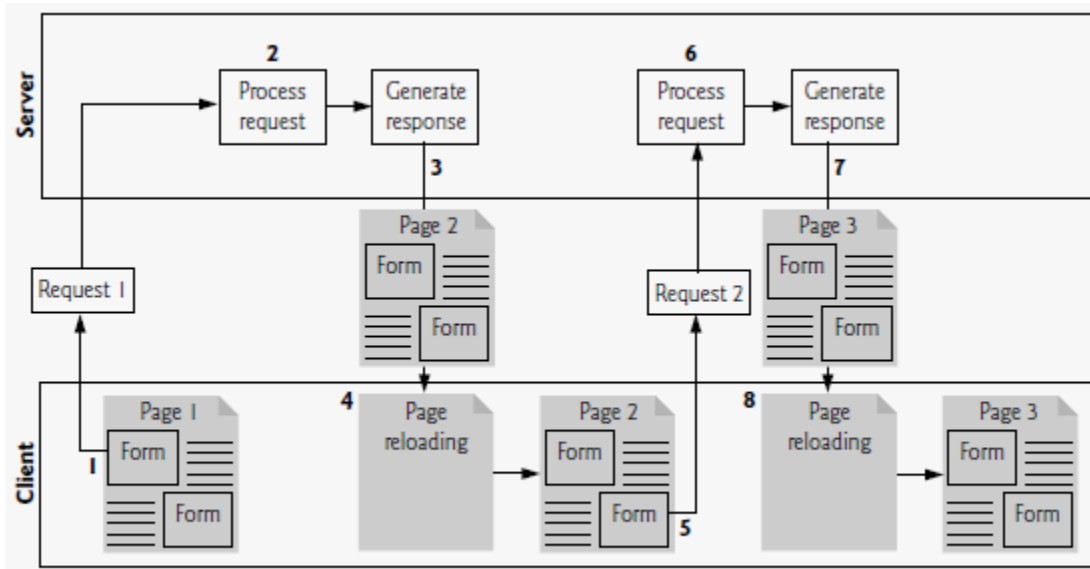 Server
2
Process
request
Generate
response
3
6
Process
request
Generate
response
7
Page 2
Form
Form
Page 3
Form
Form
Request 1
Request 2
Client
Page 1
Form
1
Form
4
Page
reloading
Page 2
Form
Form
5
8
Page
reloading
Page 3
Form
Form